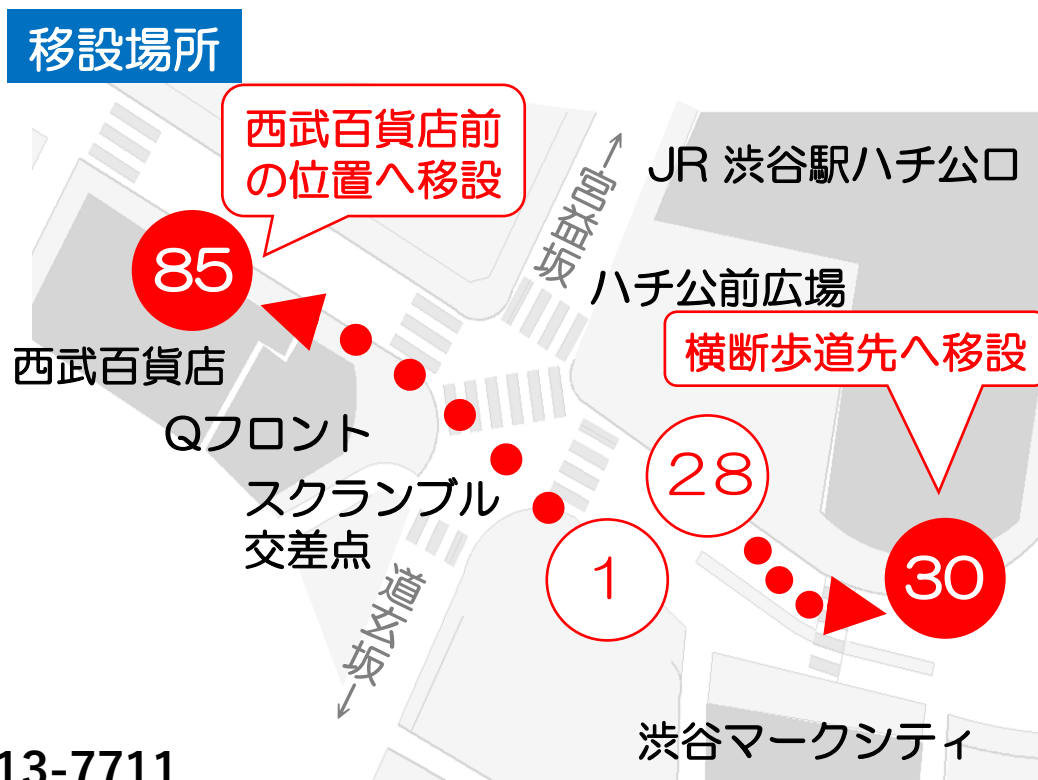 移設場所
西武百貨店前
の位置へ移設
←宮益坂
JR 渋谷駅ハチ公口
85
ハチ公前広場
西武百貨店
横断歩道先へ移設
Qフロント
28
スクランブル
交差点
1
30
道玄坂→
渋谷マークシティ
13-7711